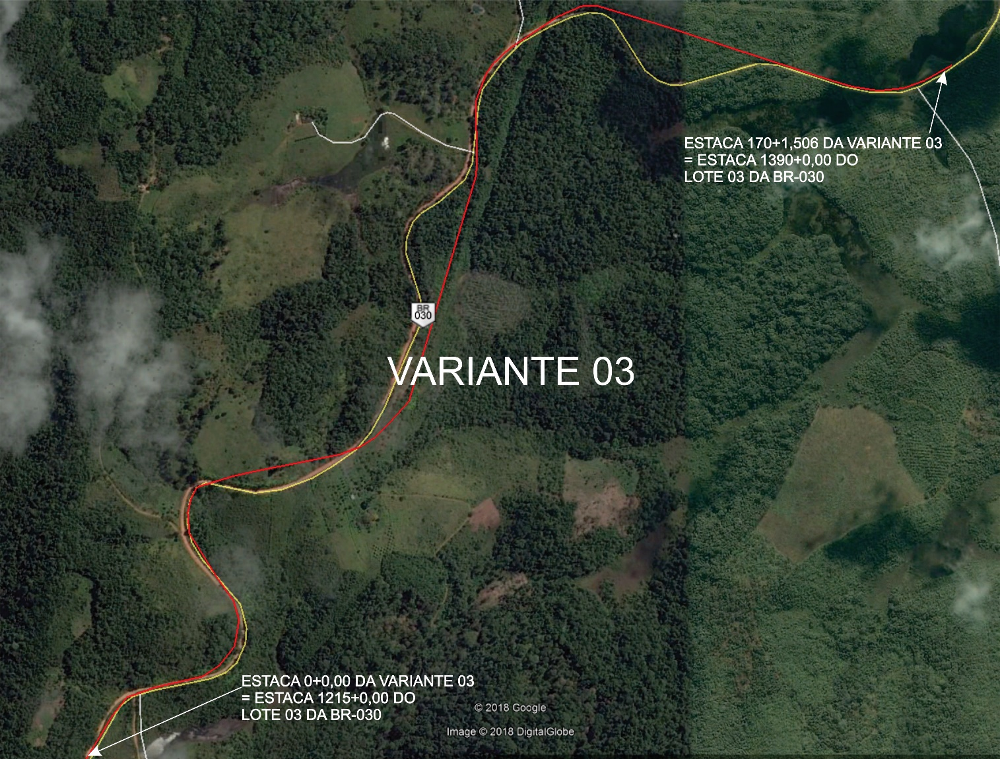 ESTACA 170+1,506 DA VARIANTE 03
= ESTACA 1390+0,00 DO
LOTE 03 DA BR-030
BR
030
VARIANTE 03
ESTACA 0+0,00 DA VARIANTE 03
= ESTACA 1215+0,00 DO
LOTE 03 DA BR-030
© 2018 Google
Image © 2018 DigitalGlobe